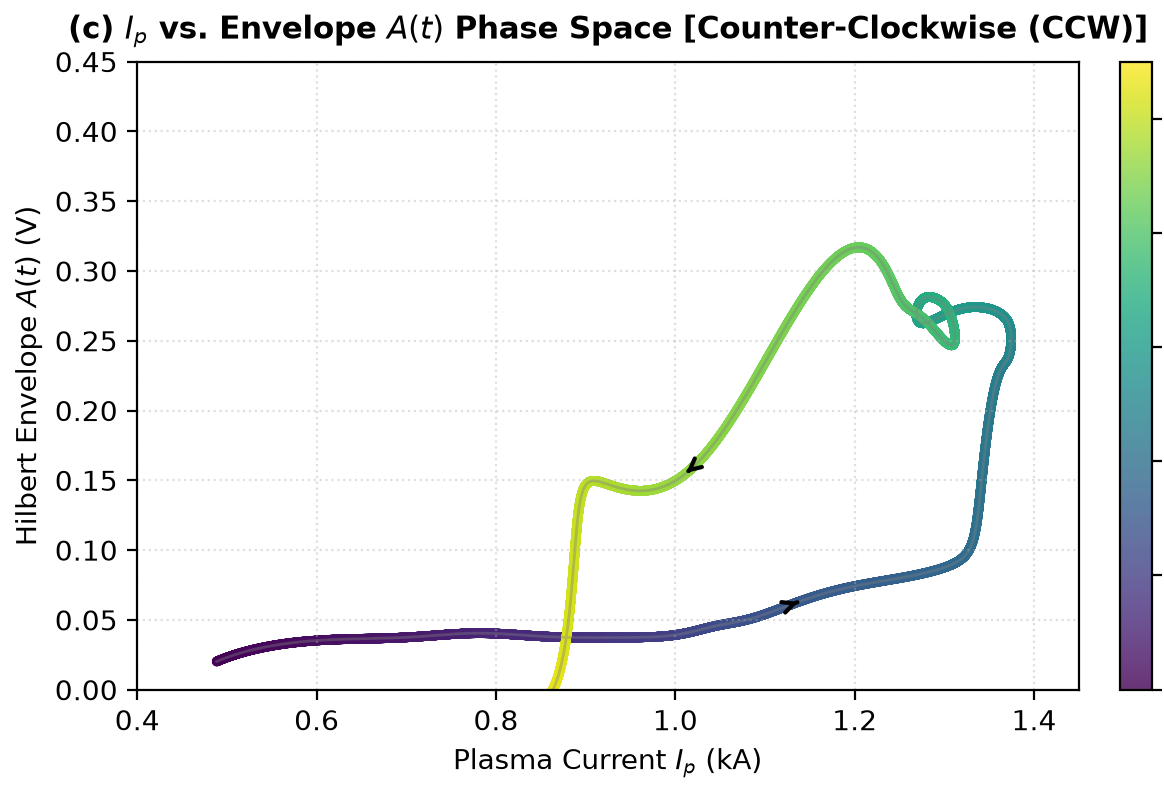 (c) I_p vs. Envelope A(t) Phase Space [Counter-Clockwise (CCW)]
0.45
0.40
0.35
0.30
0.25
0.20
0.15
0.10
0.05
0.00
Hilbert Envelope A(t) (V)
0.4 0.6 0.8 1.0 1.2 1.4
Plasma Current I_p (kA)